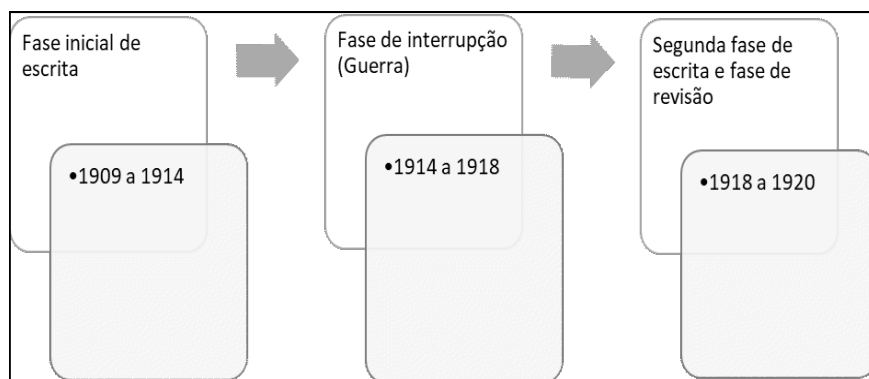 Fase inicial de
escrita
•1909 a 1914
Fase de interrupção
(Guerra)
•1914 a 1918
Segunda fase de
escrita e fase de
revisão
•1918 a 1920